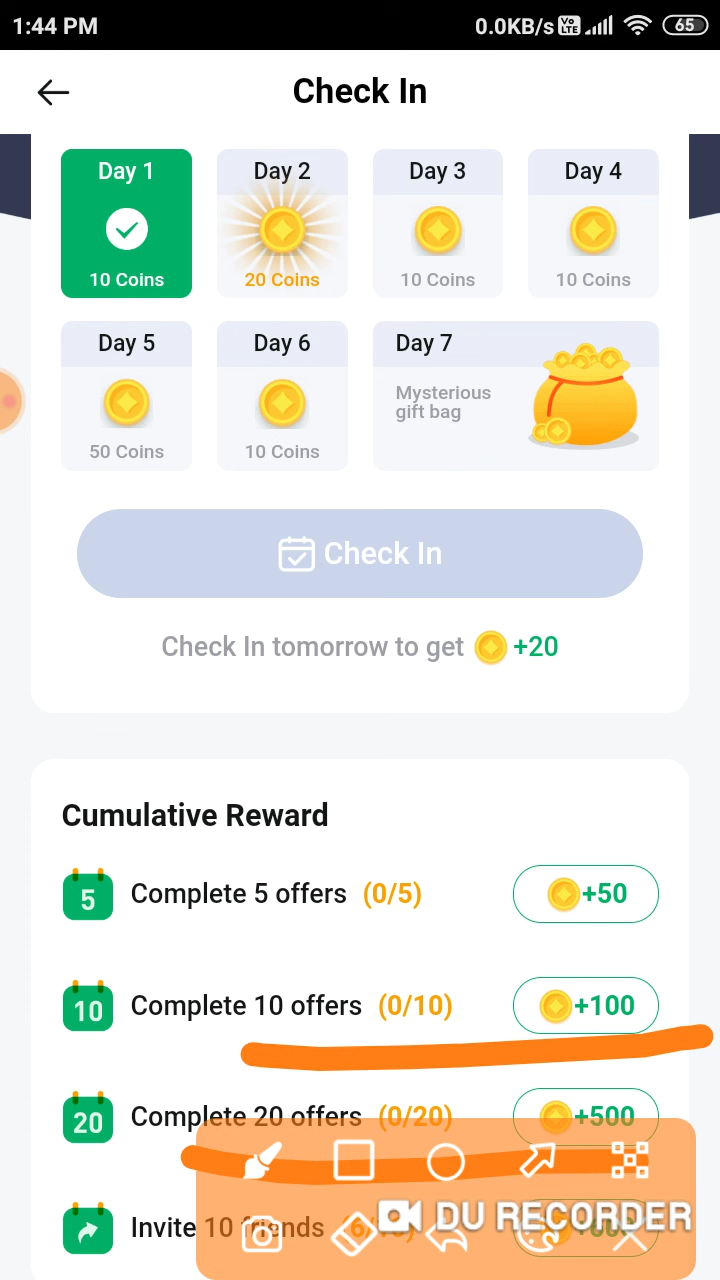 1:44 PM 0.0KB/s Vo LTE 65
Check In
Day 1 Day 2 Day 3 Day 4
10 Coins 20 Coins 10 Coins 10 Coins
Day 5 Day 6 Day 7
Mysterious
gift bag
50 Coins 10 Coins
Check In
Check In tomorrow to get +20
Cumulative Reward
5 Complete 5 offers (0/5) +50
10 Complete 10 offers (0/10) +100
20 Complete 20 offers (0/20) +500
Invite 10 friends
DU RECORDER